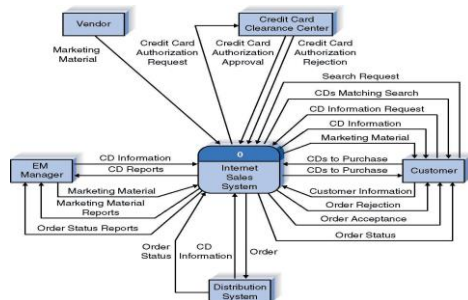 Vendor
Credit Card
Clearance Center
Marketing
Material
Credit Card
Authorization
Request
Credit Card
Authorization
Approval
Credit Card
Authorization
Rejection
Search Request
CDs Matching Search
CD Information Request
CD Information
Marketing Material
0
Internet
Sales
System
EM
Manager
CD Information
CD Reports
Marketing Material
Marketing Material
Reports
Order Status Reports
CDs to Purchase
CDs to Purchase
Customer
Customer Information
Order Rejection
Order Acceptance
Order Status
Order
Status
CD
Information
Order
Distribution
System